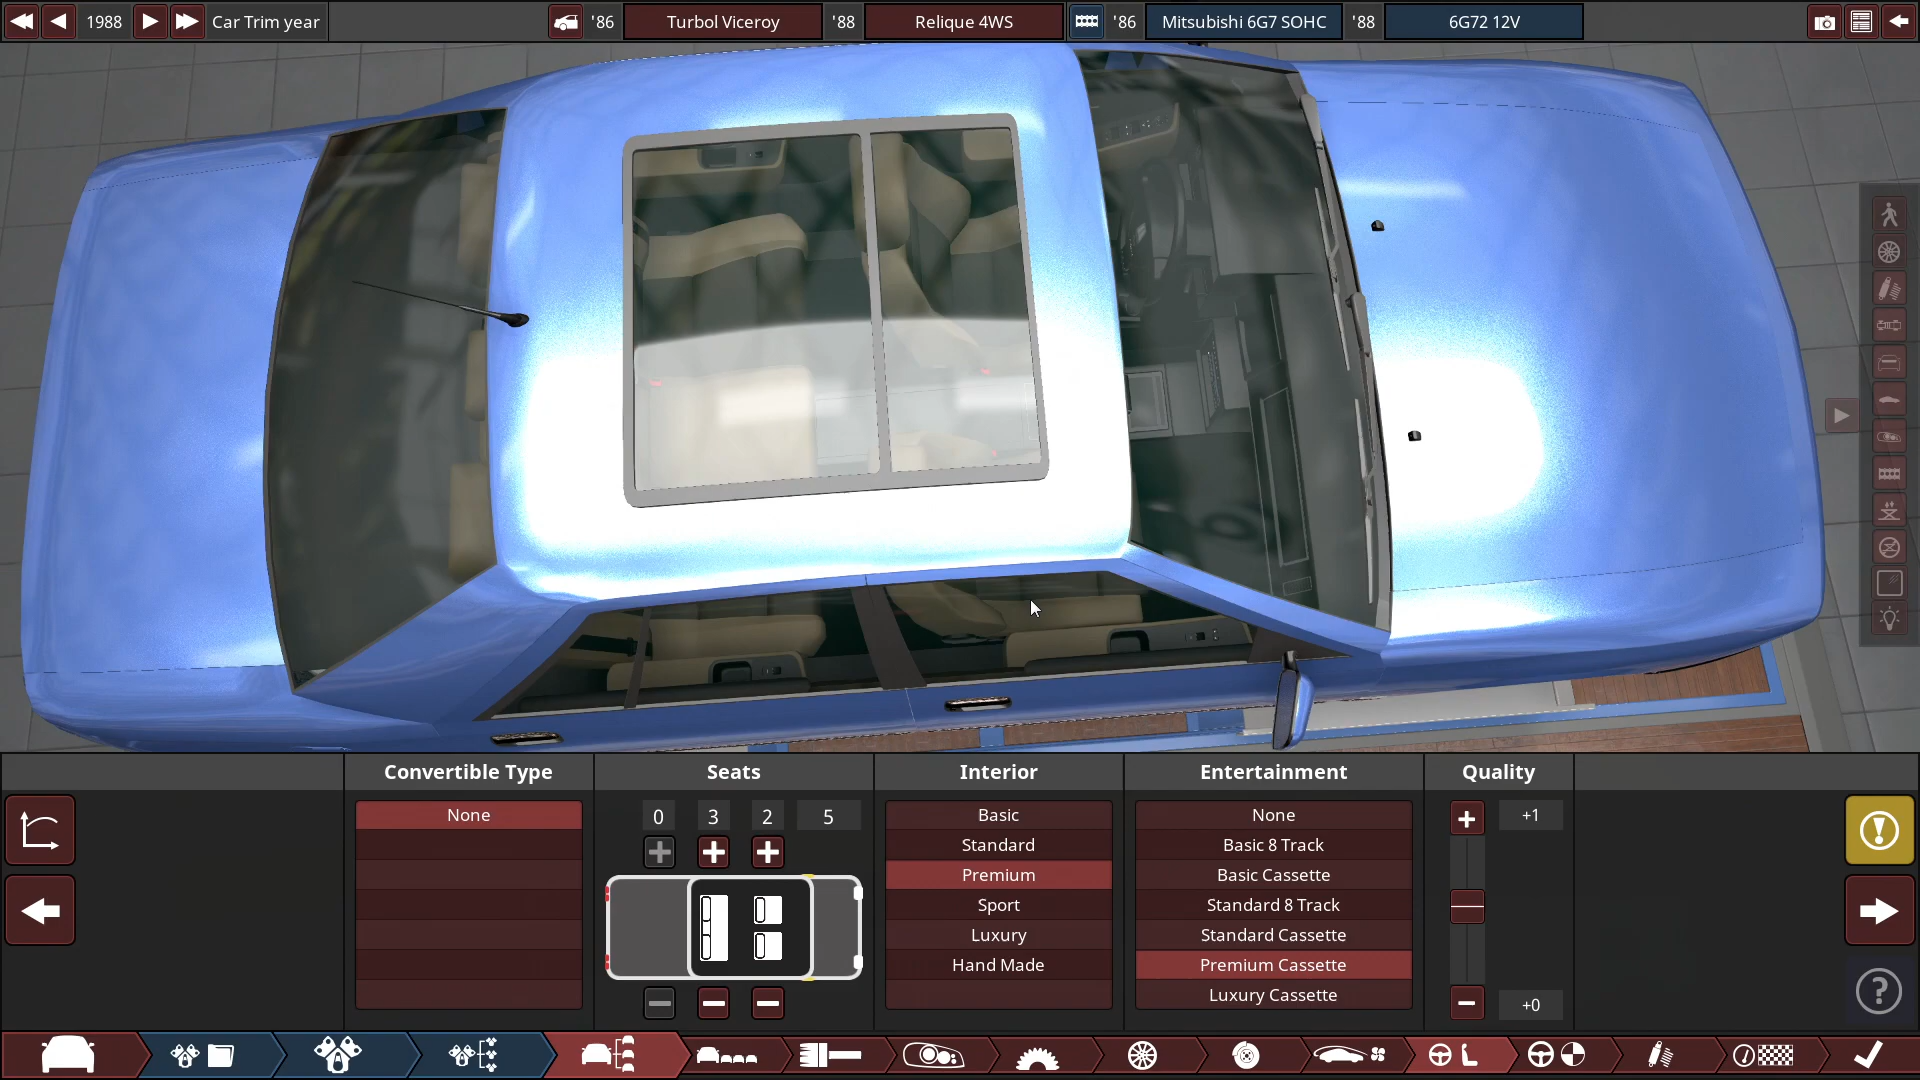 1988 Car Trim year '86 Turbol Viceroy '88 Relique 4WS '86 Mitsubishi 6G7 SOHC '88 6G72 12V
Convertible Type Seats Interior Entertainment Quality
None
0 3 2 5
Basic
Standard
Premium
Sport
Luxury
Hand Made
None
Basic 8 Track
Basic Cassette
Standard 8 Track
Standard Cassette
Premium Cassette
Luxury Cassette
+1
+0